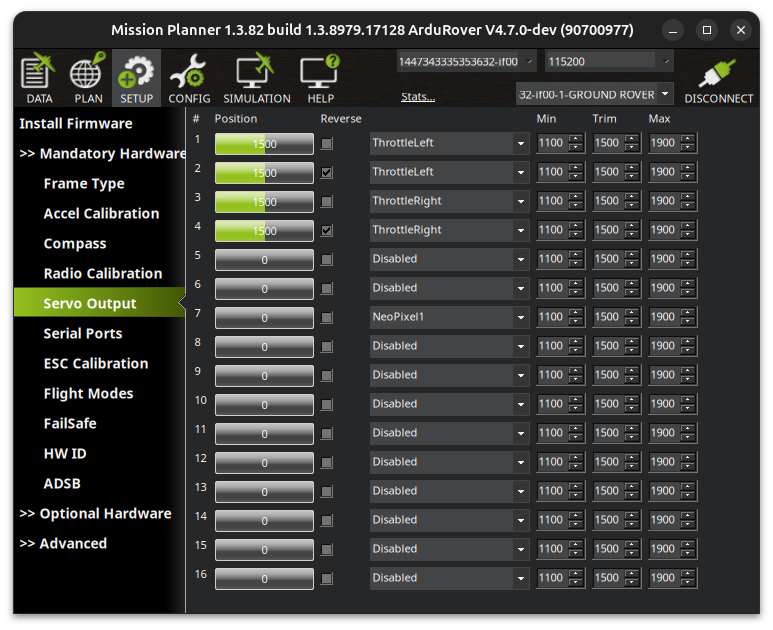 Mission Planner 1.3.82 build 1.3.8979.17128 ArduRover V4.7.0-dev (90700977)
DATA PLAN SETUP CONFIG SIMULATION HELP
1447343335353632-if00 115200
Stats... 32-if00-1-GROUND ROVER DISCONNECT
Install Firmware
>> Mandatory Hardware
Frame Type
Accel Calibration
Compass
Radio Calibration
Servo Output
Serial Ports
ESC Calibration
Flight Modes
FailSafe
HW ID
ADSB
>> Optional Hardware
>> Advanced
# Position Reverse Min Trim Max
1 1500 ThrottleLeft 1100 1500 1900
2 1500 ThrottleLeft 1100 1500 1900
3 1500 ThrottleRight 1100 1500 1900
4 1500 ThrottleRight 1100 1500 1900
5 0 Disabled 1100 1500 1900
6 0 Disabled 1100 1500 1900
7 0 NeoPixel1 1100 1500 1900
8 0 Disabled 1100 1500 1900
9 0 Disabled 1100 1500 1900
10 0 Disabled 1100 1500 1900
11 0 Disabled 1100 1500 1900
12 0 Disabled 1100 1500 1900
13 0 Disabled 1100 1500 1900
14 0 Disabled 1100 1500 1900
15 0 Disabled 1100 1500 1900
16 0 Disabled 1100 1500 1900